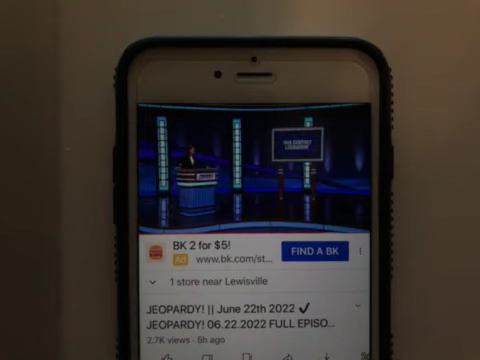 BK 2 for $5!
Ad www.bk.com/st...
FIND A BK
1 store near Lewisville
JEOPARDY! || June 22th 2022 ✔
JEOPARDY! 06.22.2022 FULL EPISO...
2.7K views · 5h ago